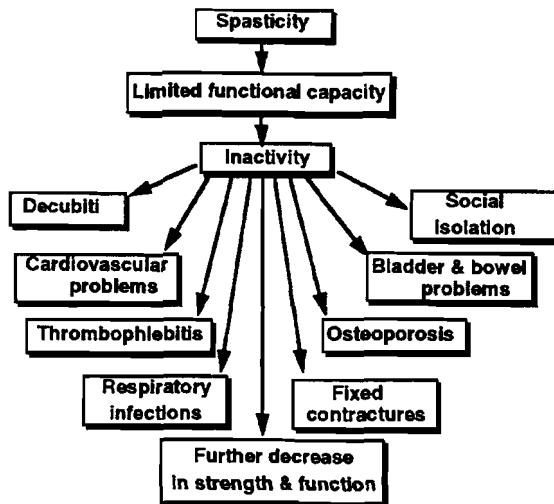 Spasticity
Limited functional capacity
Inactivity
Decubiti
Social
Isolation
Cardiovascular
problems
Bladder & bowel
problems
Thrombophlebitis
Osteoporosis
Respiratory
infections
Fixed
contractures
Further decrease
in strength & function